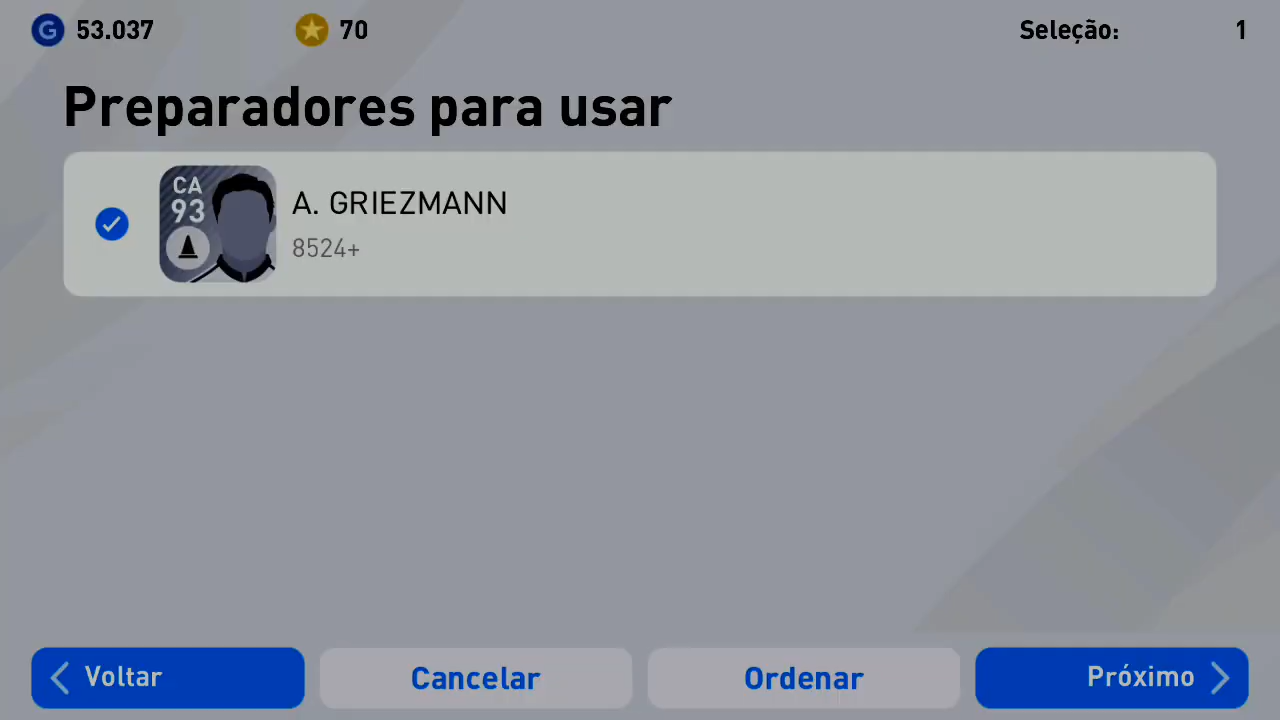 G 53.037
70
Seleção: 1
Preparadores para usar
CA
93
A. GRIEZMANN
8524+
Voltar
Cancelar
Ordenar
Próximo